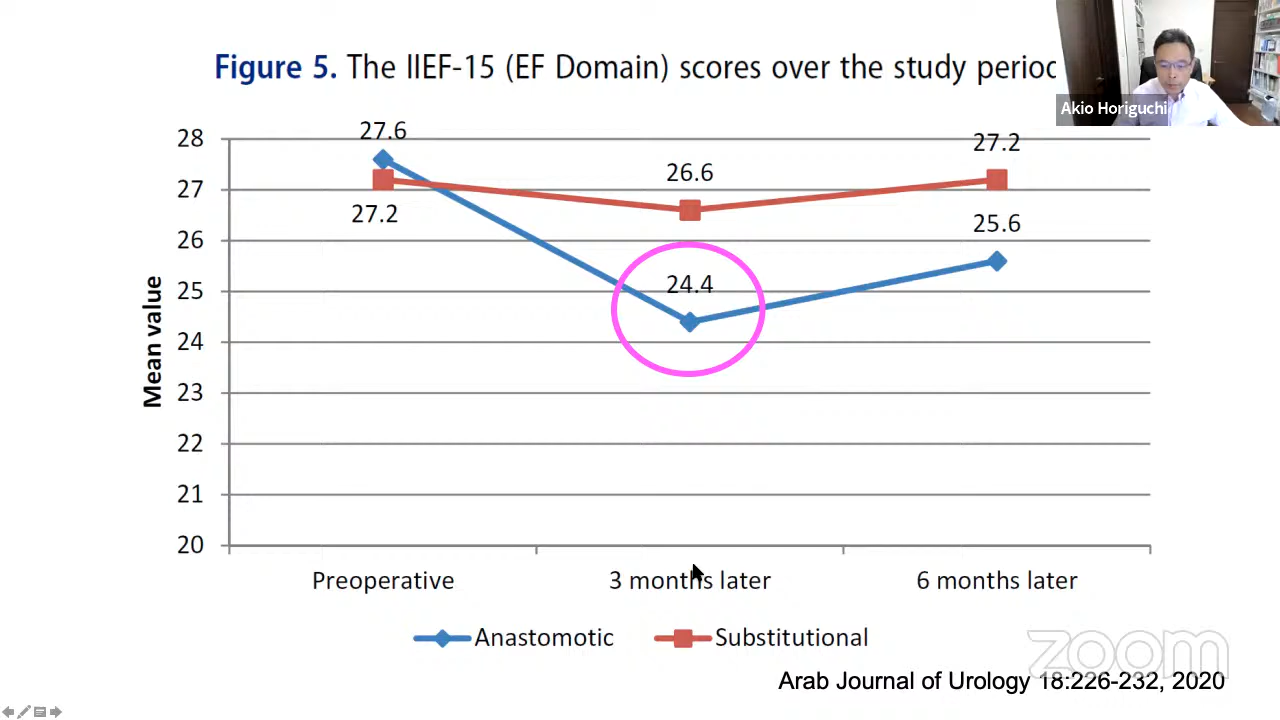 Figure 5. The IIEF-15 (EF Domain) scores over the study perioc
Akio Horiguchi
28
27
26
25
24
23
22
21
20
Mean value
27.6
27.2
26.6
24.4
27.2
25.6
Preoperative
3 months later
6 months later
Anastomotic
Substitutional
zoom
Arab Journal of Urology 18:226-232, 2020